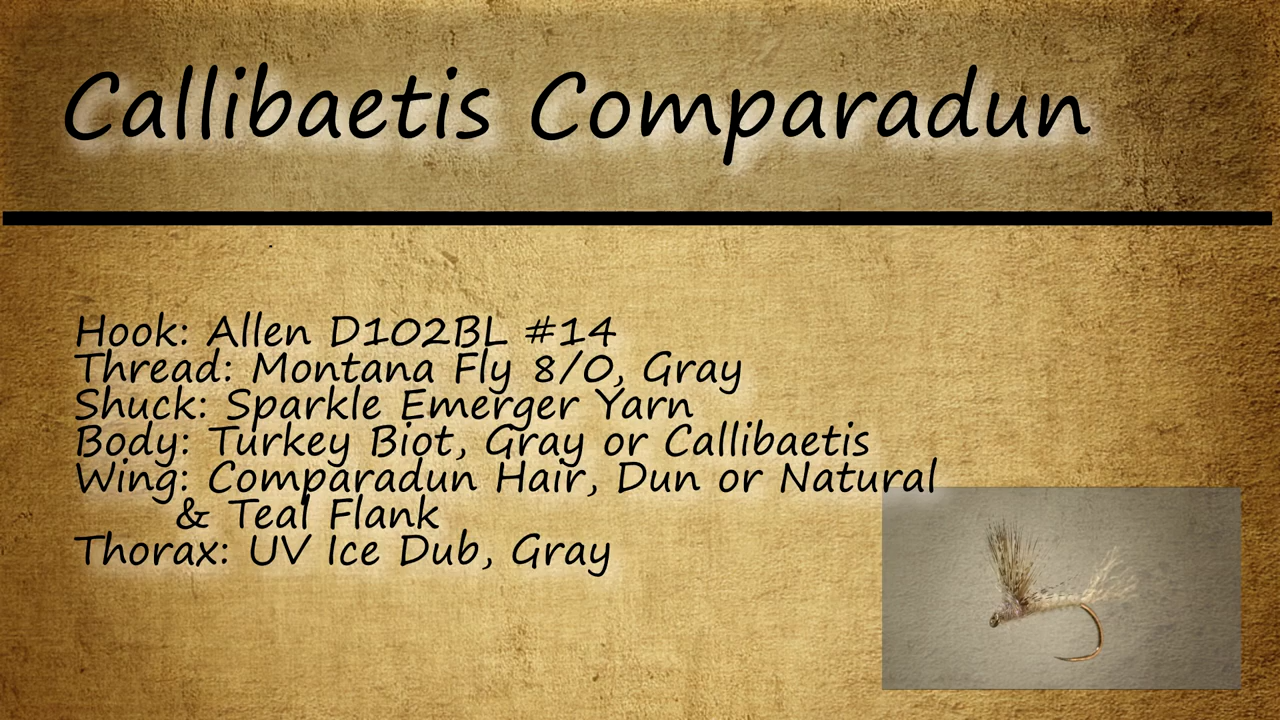 Callibaetis Comparadun
Hook: Allen D102BL #14
Thread: Montana Fly 8/0, Gray
Shuck: Sparkle Emerger Yarn
Body: Turkey Biot, Gray or Callibaetis
Wing: Comparadun Hair, Dun or Natural
& Teal Flank
Thorax: UV Ice Dub, Gray